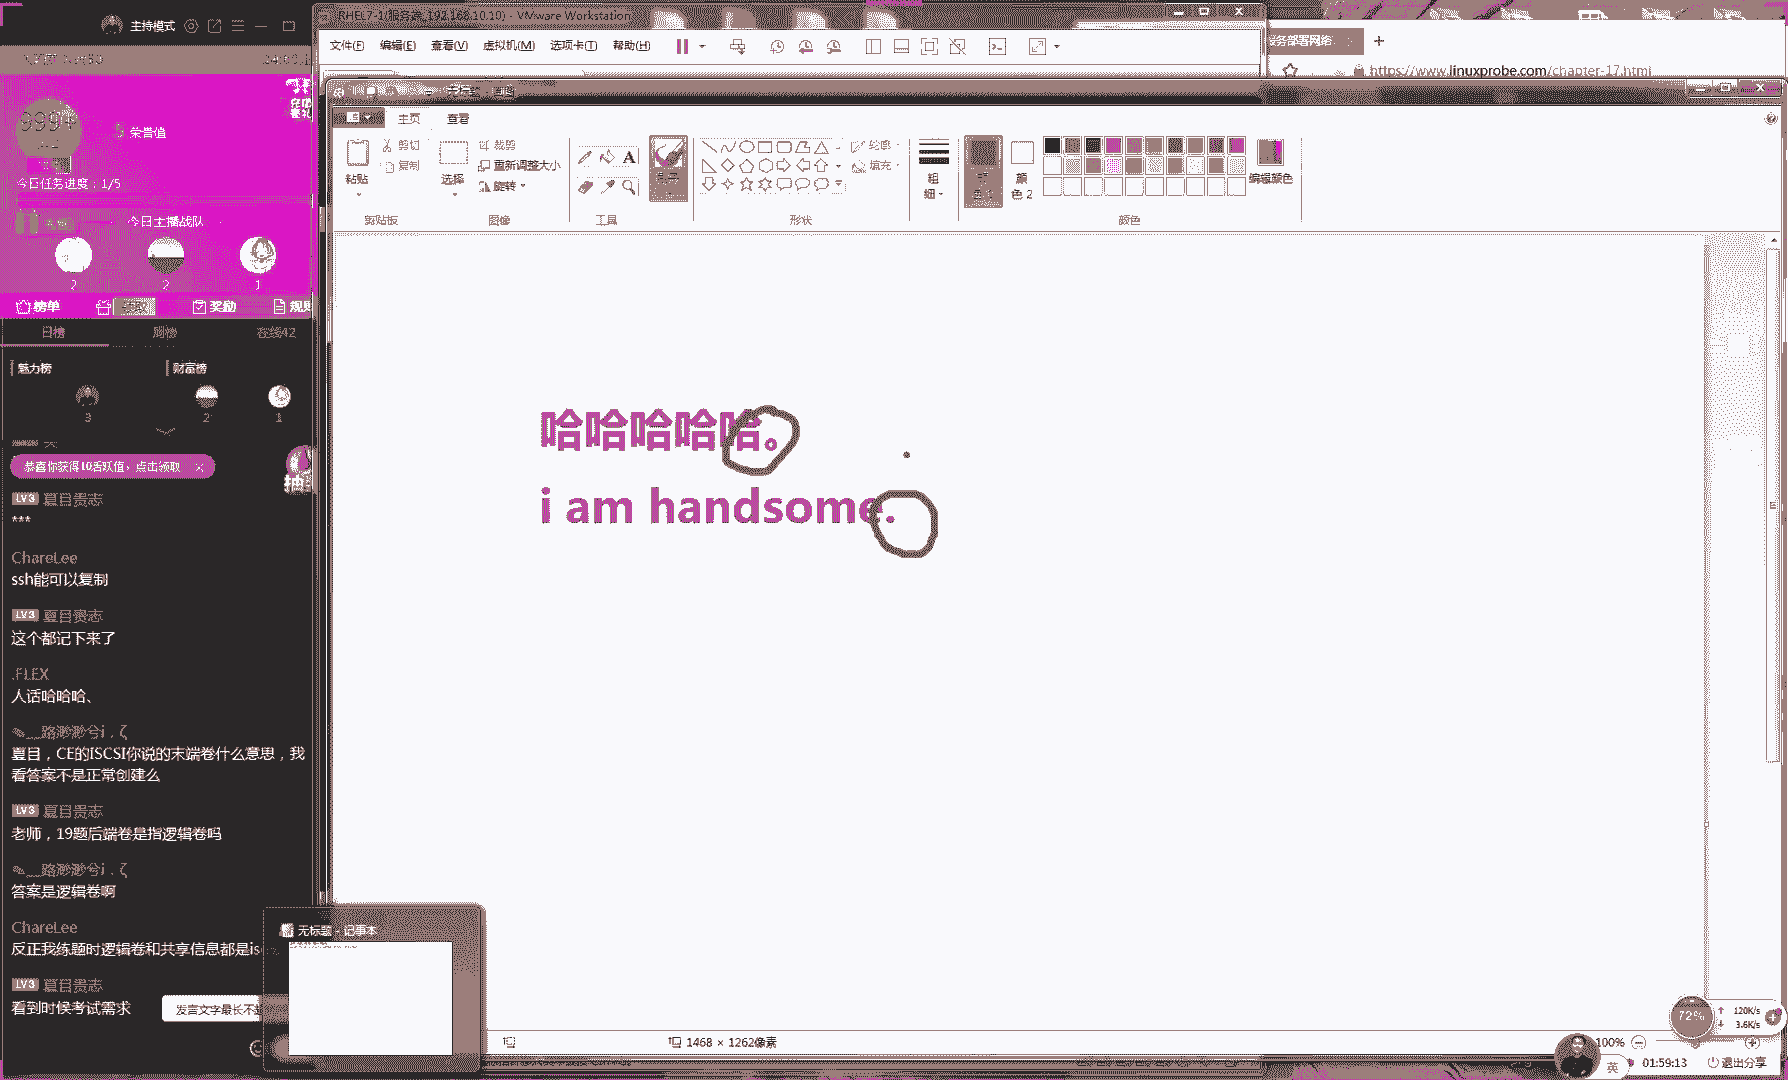 主持模式
9994
荣誉值
今日任务进度：1/5
今日主播战队
2
2
1
榜单
奖励
日榜
周榜
在线42
魅力榜
财富榜
3
2
1
恭喜你获得10活跃值，点击领取 ×
LV3 夏目贵志
***
ChareLee
ssh能可以复制
LV3 夏目贵志
这个都记下来了
.FLEX
人话哈哈哈、
路渺渺兮i . ζ
夏目，CE的ISCSI你说的末端卷什么意思，我
看答案不是正常创建么
LV3 夏目贵志
老师，19题后端卷是指逻辑卷吗
路渺渺兮i . ζ
答案是逻辑卷啊
ChareLee
反正我练题时逻辑卷和共享信息都是is
LV3 夏目贵志
看到时候考试需求
发言文字最长不超
RHEL7-1(服务端_192.168.10.10) - VMware Workstation
文件(F) 编辑(E) 查看(V) 虚拟机(M) 选项卡(T) 帮助(H)
务部署网络
https://www.linuxprobe.com/chapter-17.html
主页 查看
粘贴
剪切
复制
剪贴板
选择
裁剪
重新调整大小
旋转
图像
A
工具
形状
轮廓
填充
粗
细
颜
色 2
颜色
编辑颜色
哈哈哈哈哈。
i am handsome.
无标题 - 记事本
1468 × 1262像素
100%
72%
120K/s
3.6K/s
英
01:59:13
退出分享